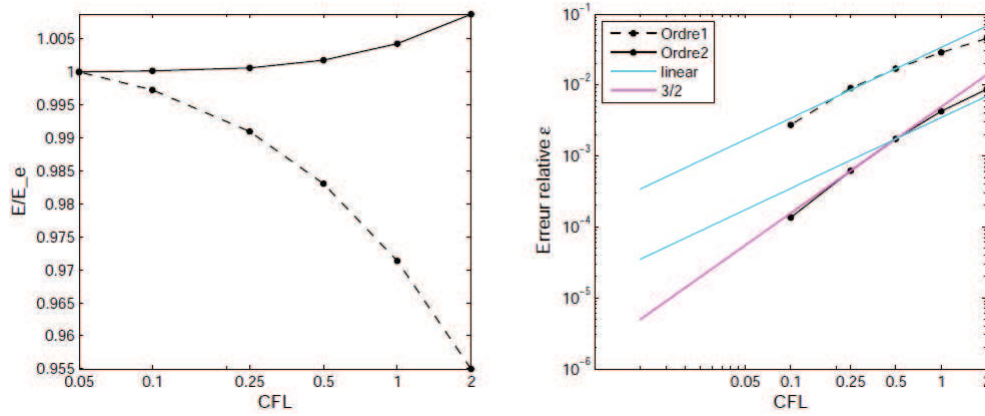 1.005
1
0.995
0.99
0.985
0.98
0.975
0.97
0.965
0.96
0.955
E/E_e
0.05 0.1 0.25 0.5 1 2
CFL
Ordre1
Ordre2
linear
3/2
10^-1
10^-2
10^-3
10^-4
10^-5
10^-6
Erreur relative ε
0.05 0.1 0.25 0.5 1 2
CFL